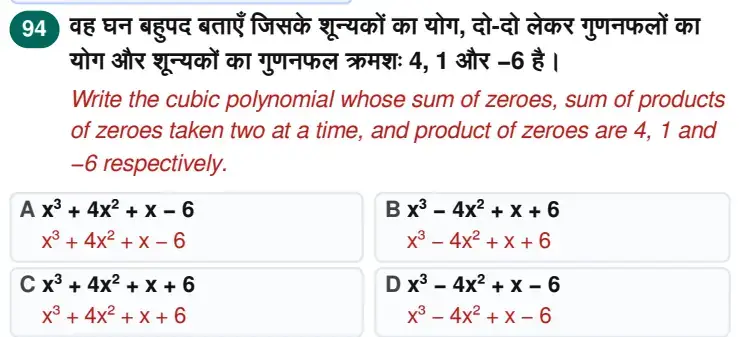 94 वह घन बहुपद बताएँ जिसके शून्यकों का योग, दो-दो लेकर गुणनफलों का
योग और शून्यकों का गुणनफल क्रमशः 4, 1 और –6 है।
Write the cubic polynomial whose sum of zeroes, sum of products
of zeroes taken two at a time, and product of zeroes are 4, 1 and
–6 respectively.
A x³ + 4x² + x – 6
x³ + 4x² + x – 6
B x³ – 4x² + x + 6
x³ – 4x² + x + 6
C x³ + 4x² + x + 6
x³ + 4x² + x + 6
D x³ – 4x² + x – 6
x³ – 4x² + x – 6